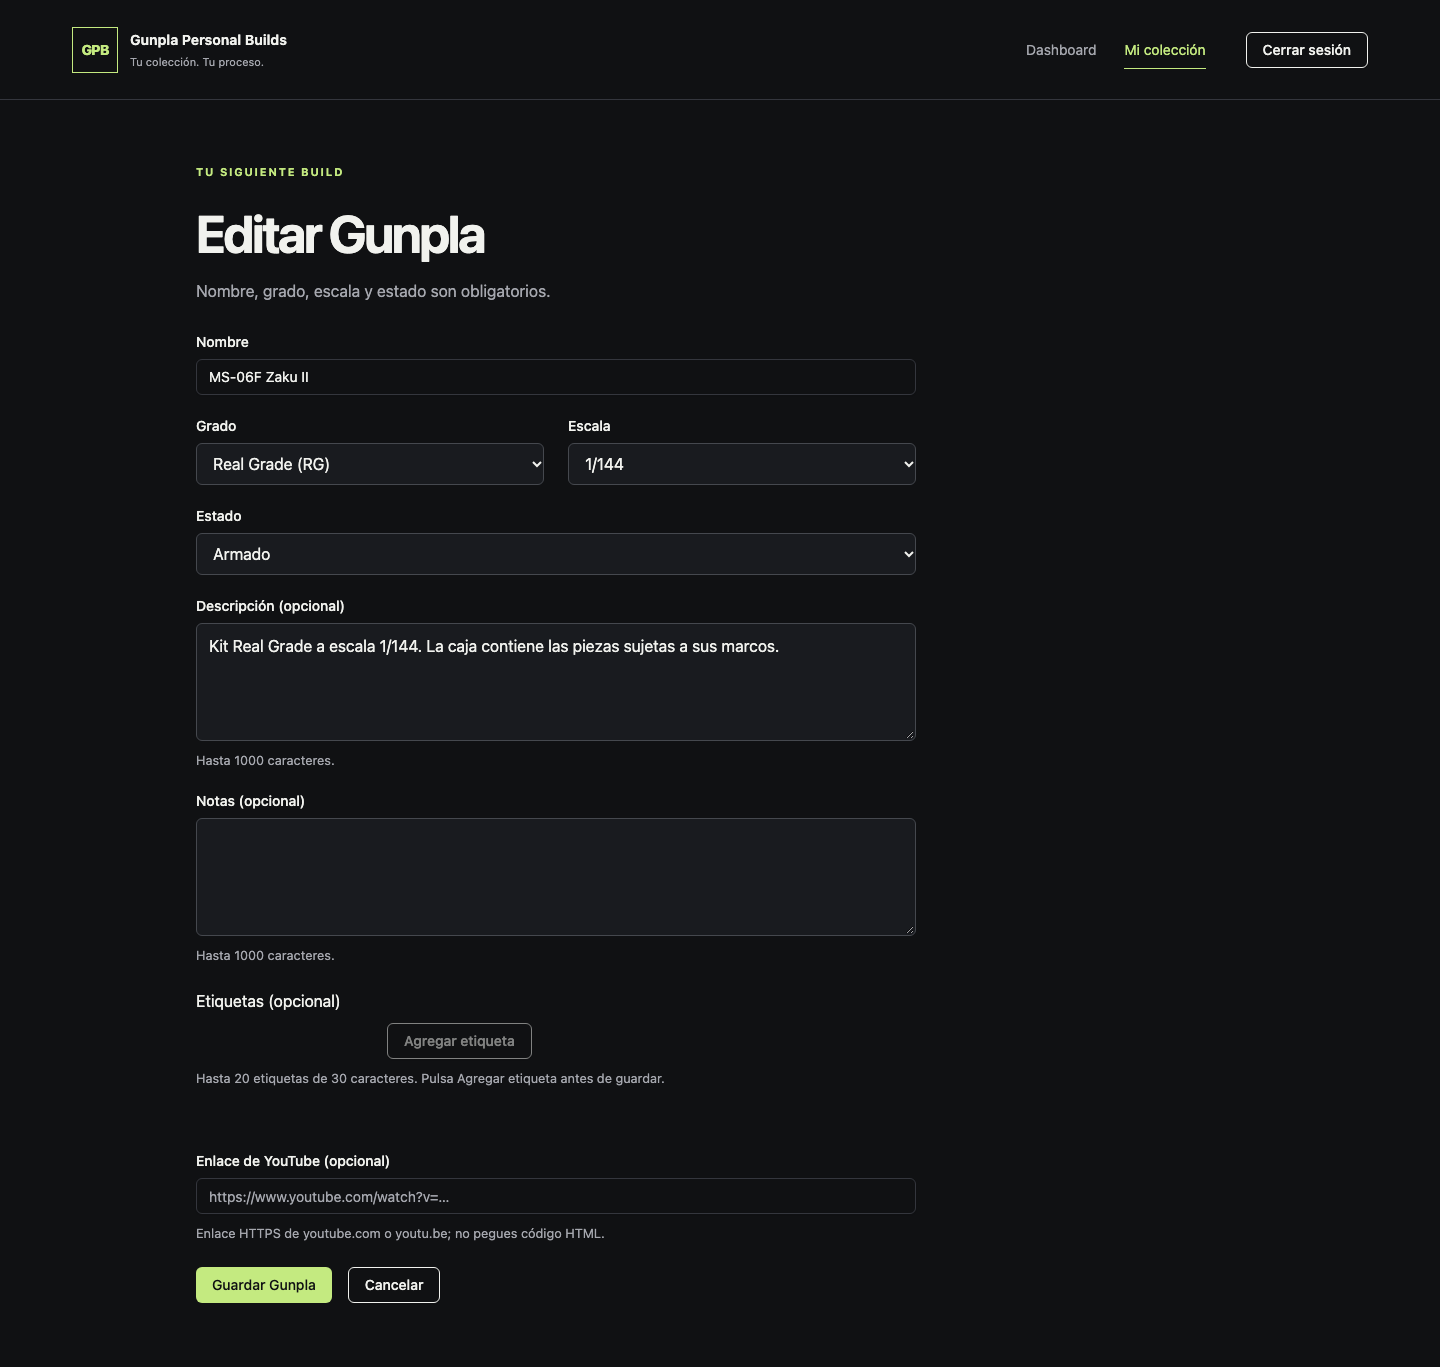 GPB
Gunpla Personal Builds
Tu colección. Tu proceso.
Dashboard
Mi colección
Cerrar sesión
TU SIGUIENTE BUILD
Editar Gunpla
Nombre, grado, escala y estado son obligatorios.
Nombre
MS-06F Zaku II
Grado
Escala
Real Grade (RG)
1/144
Estado
Armado
Descripción (opcional)
Kit Real Grade a escala 1/144. La caja contiene las piezas sujetas a sus marcos.
Hasta 1000 caracteres.
Notas (opcional)
Hasta 1000 caracteres.
Etiquetas (opcional)
Agregar etiqueta
Hasta 20 etiquetas de 30 caracteres. Pulsa Agregar etiqueta antes de guardar.
Enlace de YouTube (opcional)
https://www.youtube.com/watch?v=...
Enlace HTTPS de youtube.com o youtu.be; no pegues código HTML.
Guardar Gunpla
Cancelar